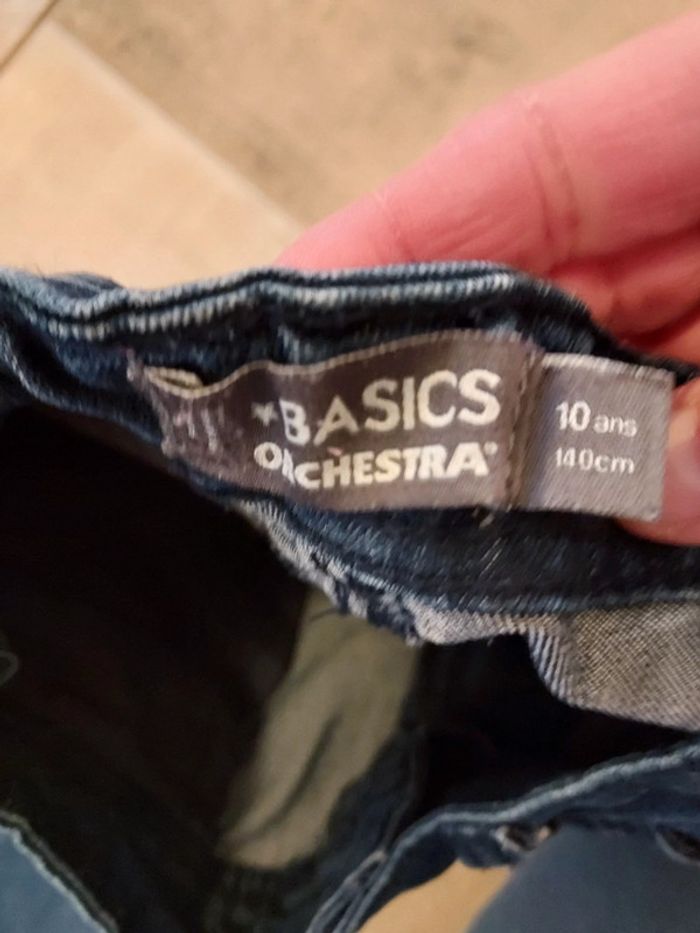 BASICS
ORCHESTRA
10 ans
140cm